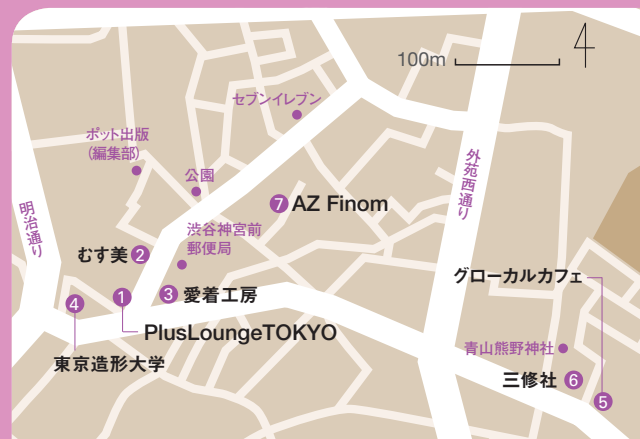 100m
セブンイレブン
ポット出版
(編集部)
公園
外苑西通り
明治通り
7 AZ Finom
渋谷神宮前
郵便局
むす美 2
グローカルカフェ
4
1
3 愛着工房
PlusLoungeTOKYO
東京造形大学
青山熊野神社
三修社 6
5